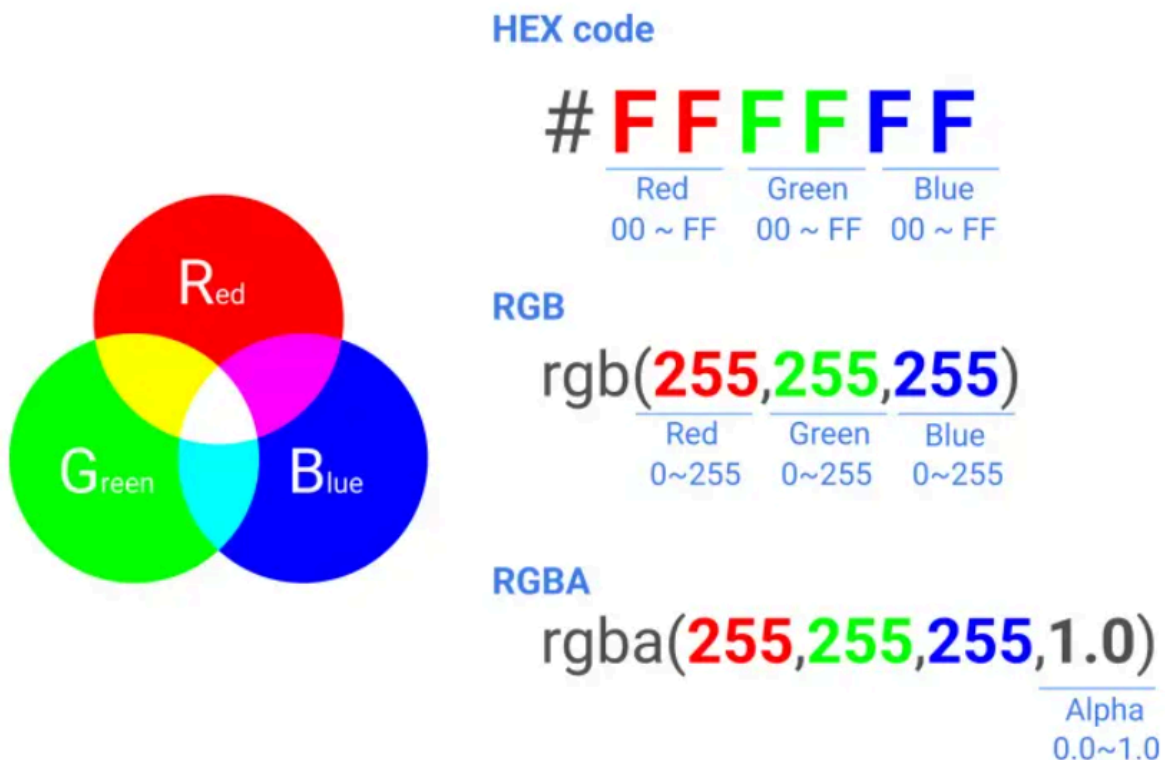 HEX code
#FFFFFF
Red Green Blue
00 ~ FF 00 ~ FF 00 ~ FF
Red
Green Blue
RGB
rgb(255,255,255)
Red Green Blue
0~255 0~255 0~255
RGBA
rgba(255,255,255,1.0)
Alpha
0.0~1.0